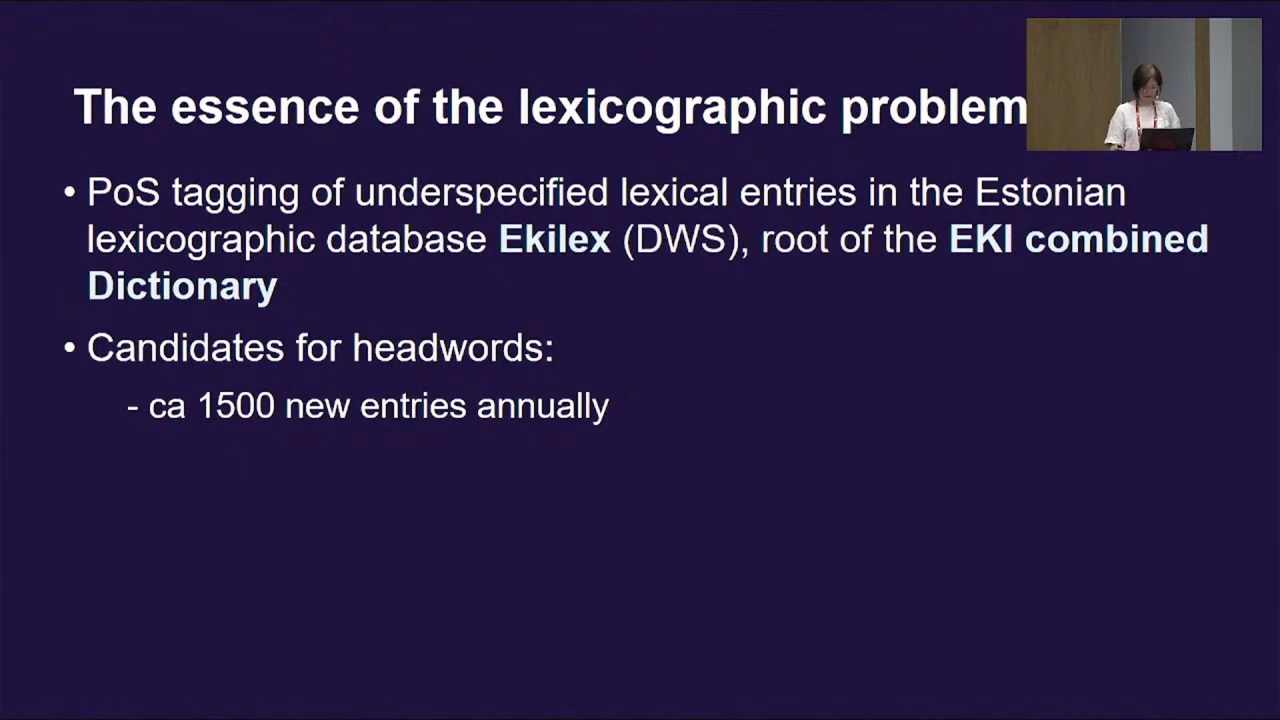 The essence of the lexicographic problem
• PoS tagging of underspecified lexical entries in the Estonian
lexicographic database Ekilex (DWS), root of the EKI combined
Dictionary
• Candidates for headwords:
- ca 1500 new entries annually